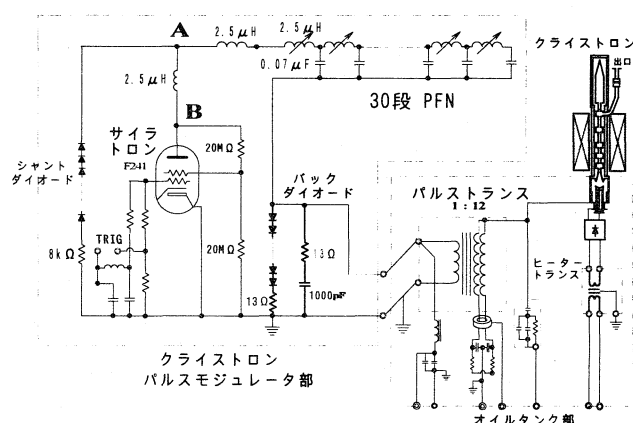 A
2.5μH
2.5μH
2.5μH
0.07μF
30段 PFN
B
サイラ
トロン
F241
20MΩ
20MΩ
シャント
ダイオード
8kΩ
TRIG
バック
ダイオード
13Ω
13Ω
1000pF
クライストロン
パルスモジュレータ部
パルストランス
1:12
クライストロン
出口
ヒーター
トランス
オイルタンク部